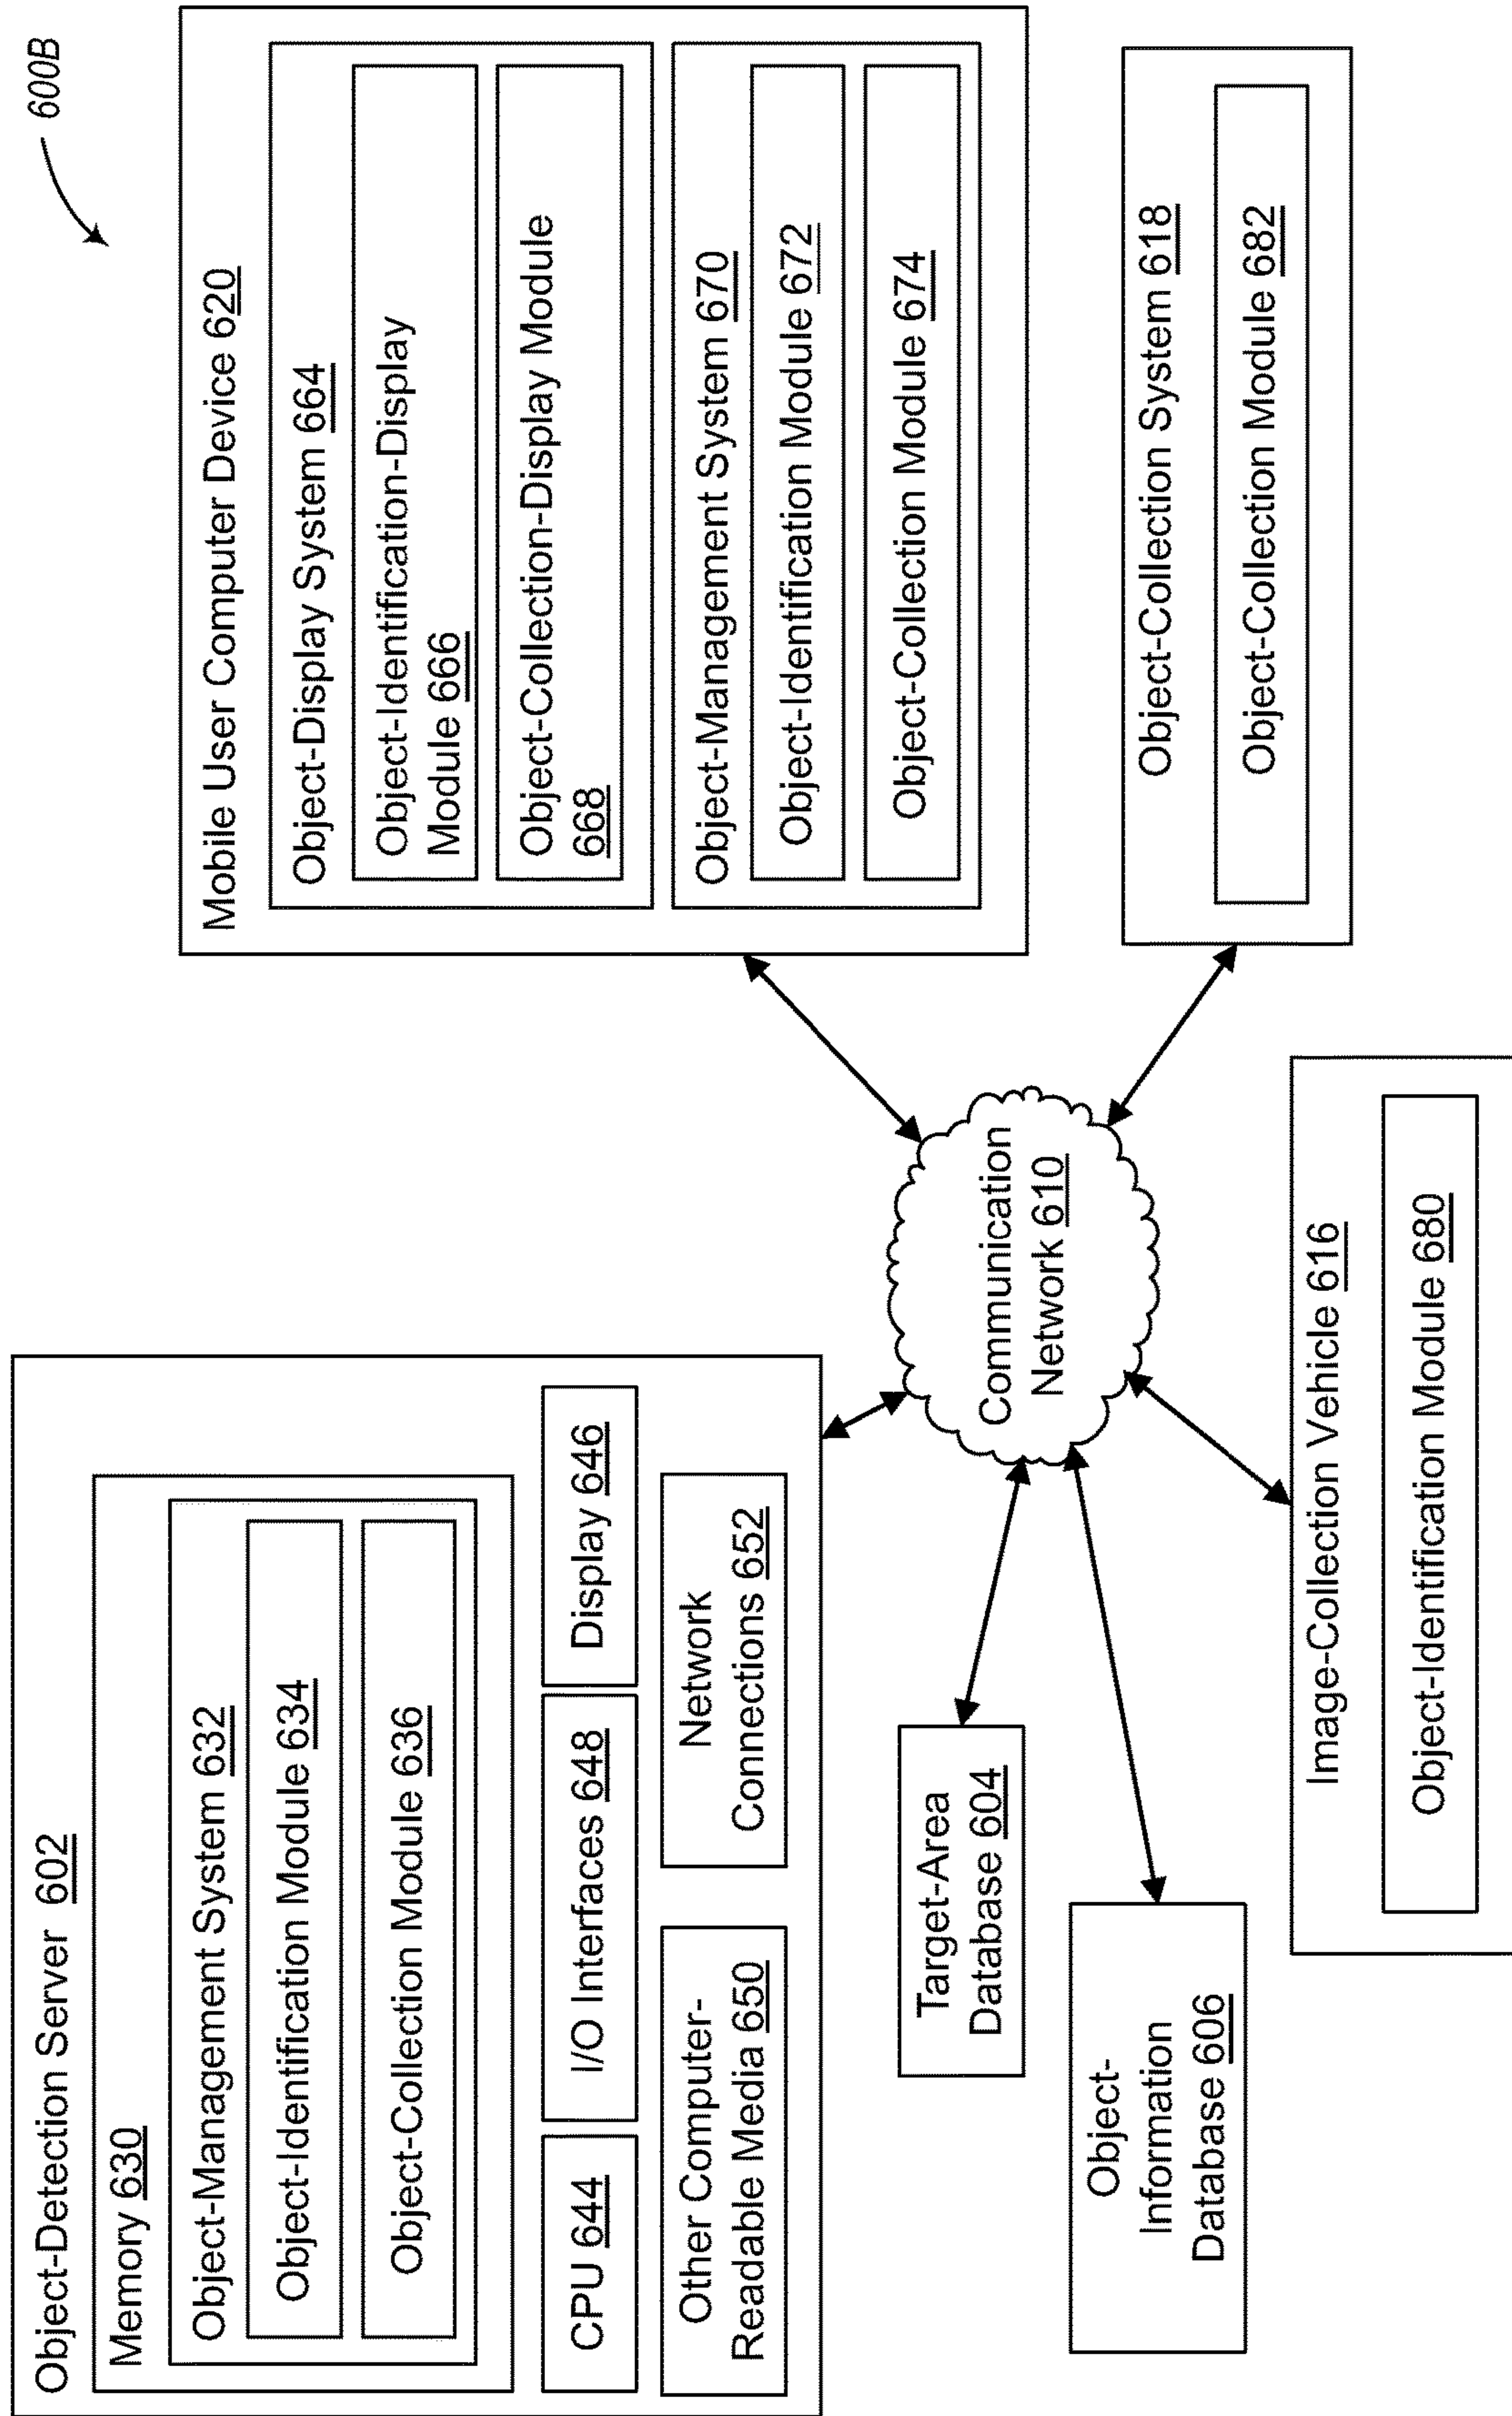 600B
Object-Detection Server 602
Memory 630
Object-Management System 632
Object-Identification Module 634
Object-Collection Module 636
CPU 644
I/O Interfaces 648
Display 646
Other Computer-
Readable Media 650
Network
Connections 652
Mobile User Computer Device 620
Object-Display System 664
Object-Identification-Display
Module 666
Object-Collection-Display Module
668
Object-Management System 670
Object-Identification Module 672
Object-Collection Module 674
Communication
Network 610
Target-Area
Database 604
Object-
Information
Database 606
Image-Collection Vehicle 616
Object-Identification Module 680
Object-Collection System 618
Object-Collection Module 682